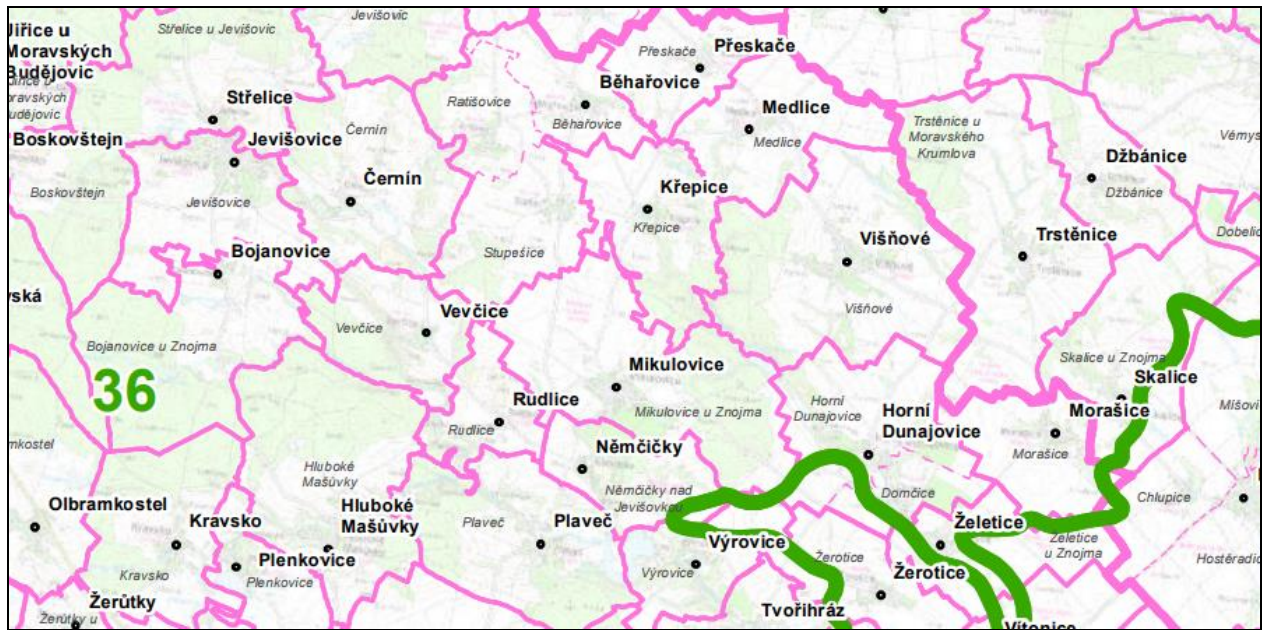 Jiřice u
Moravských
Budějovic
Střelice u Jevišovic
Jevišovic
Přeskače
Přeskače
Běhařovice
Běhařovice
Střelice
Ratišovice
Medlice
Medlice
Trstěnice u
Moravského
Krumlova
Boskovštejn
Boskovštejn
Jevišovice
Jevišovice
Černín
Černín
Džbánice
Džbánice
Křepice
Křepice
Bojanovice
Stupešice
Višňové
Višňové
Trstěnice
Vevčice
Vevčice
Bojanovice u Znojma
36
Mikulovice
Mikulovice u Znojma
Skalice u Znojma
Skalice
Rudlice
Rudlice
Horní
Dunajovice
Horní
Dunajovice
Morašice
Morašice
Němčičky
Němčičky nad
Jevišovkou
Hluboké
Mašůvky
Hluboké
Mašůvky
Domčice
Chlupice
Olbramkostel
Kravsko
Kravsko
Plaveč
Plaveč
Želetice
Želetice
u Znojma
Výrovice
Výrovice
Žerotice
Žerotice
Plenkovice
Plenkovice
Žerůtky
Žerůtky u
Tvořihráz
Vítonice